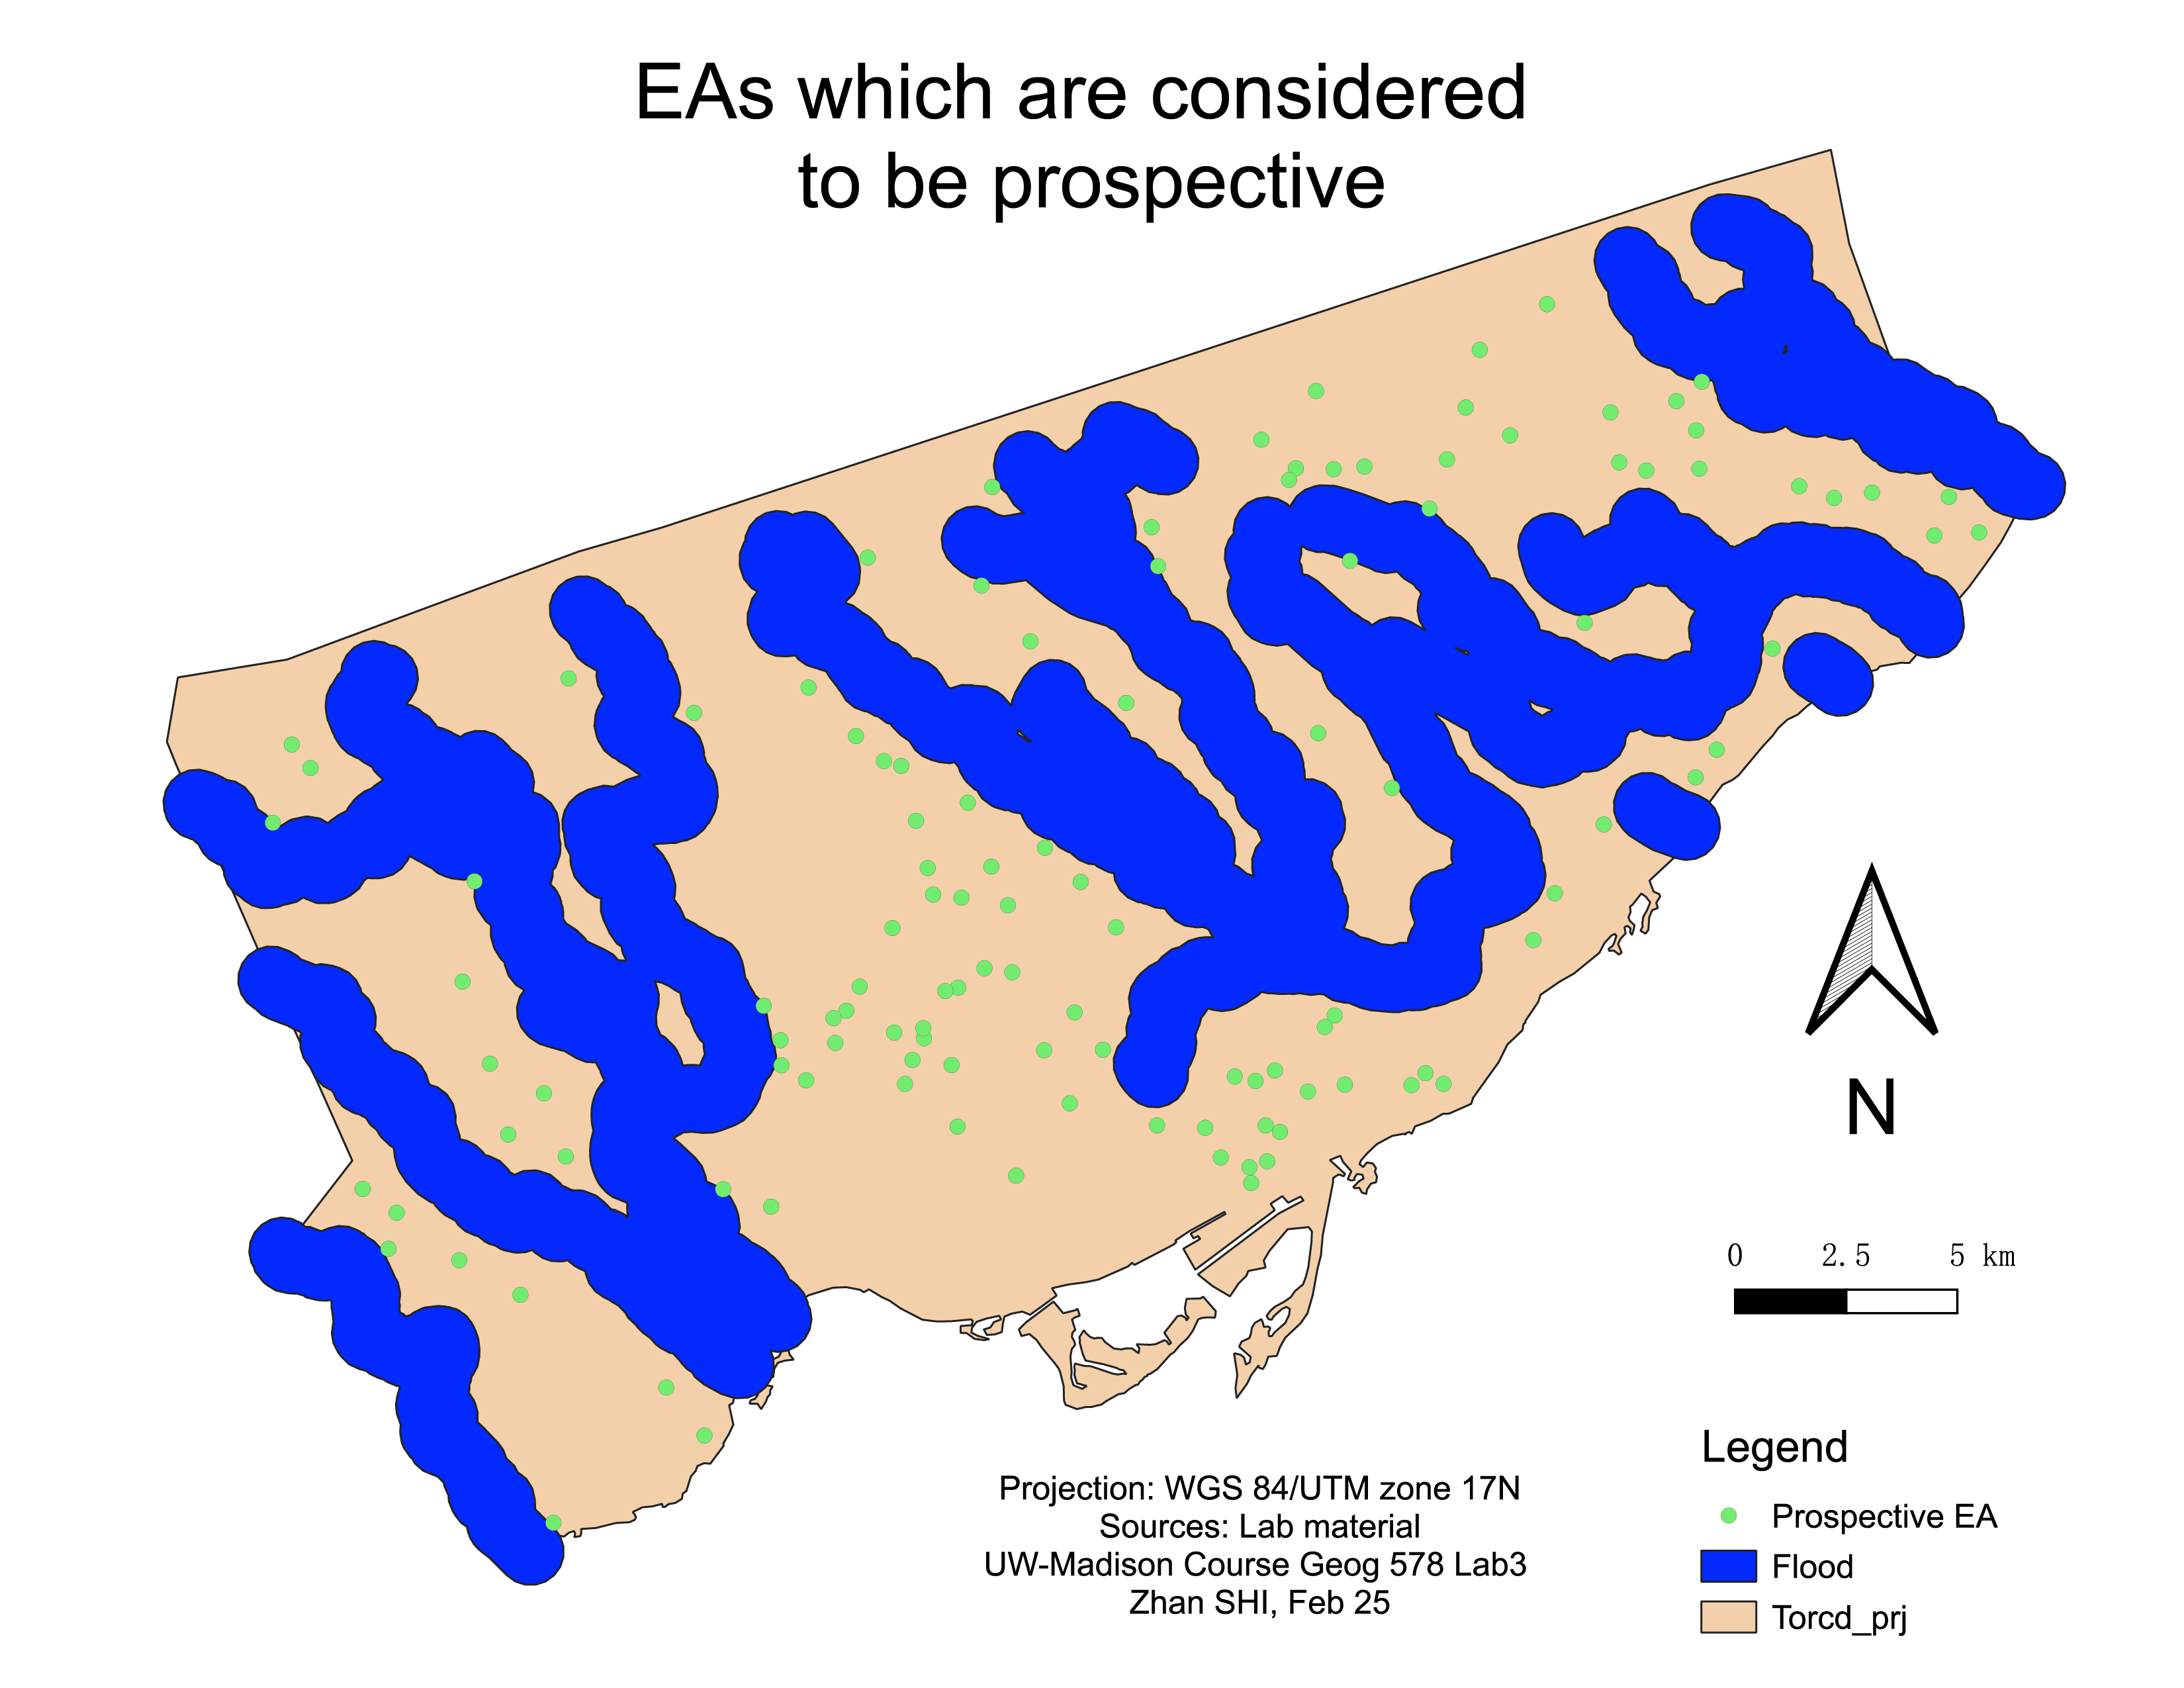 EAs which are considered
to be prospective
N
0 2.5 5 km
Legend
Prospective EA
Flood
Torcd_prj
Projection: WGS 84/UTM zone 17N
Sources: Lab material
UW-Madison Course Geog 578 Lab3
Zhan SHI, Feb 25